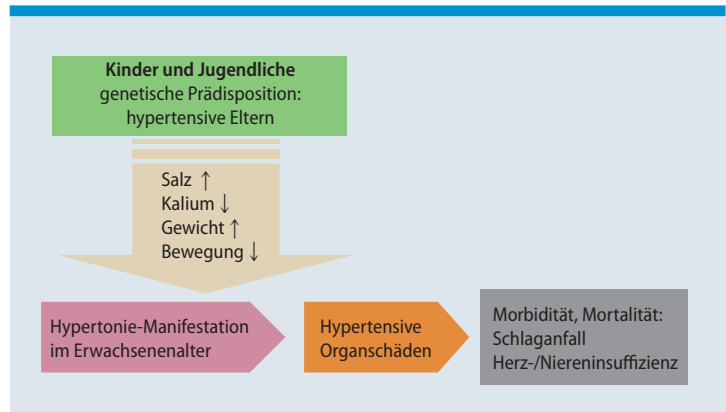 Kinder und Jugendliche
genetische Prädisposition:
hypertensive Eltern
Salz ↑
Kalium ↓
Gewicht ↑
Bewegung ↓
Hypertonie-Manifestation
im Erwachsenenalter
Hypertensive
Organschäden
Morbidität, Mortalität:
Schlaganfall
Herz-/Niereninsuffizienz